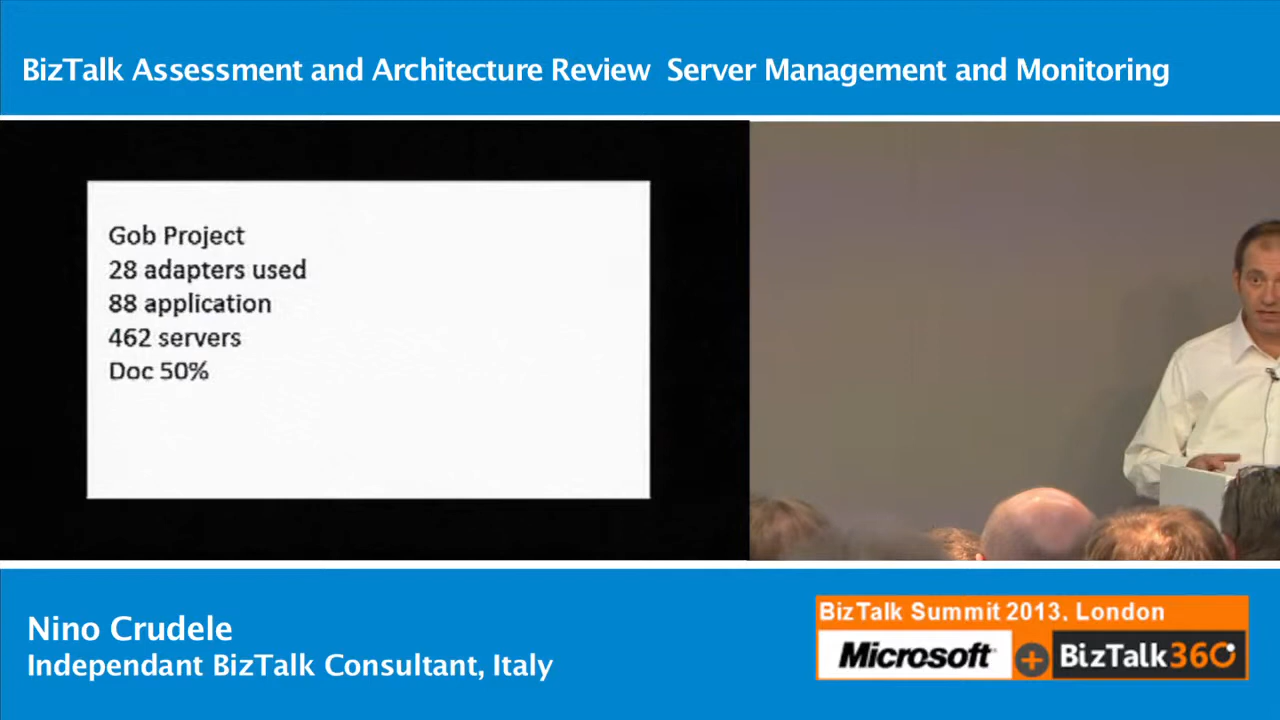 BizTalk Assessment and Architecture Review Server Management and Monitoring
Gob Project
28 adapters used
88 application
462 servers
Doc 50%
Nino Crudele
Independant BizTalk Consultant, Italy
BizTalk Summit 2013, London
Microsoft + BizTalk360